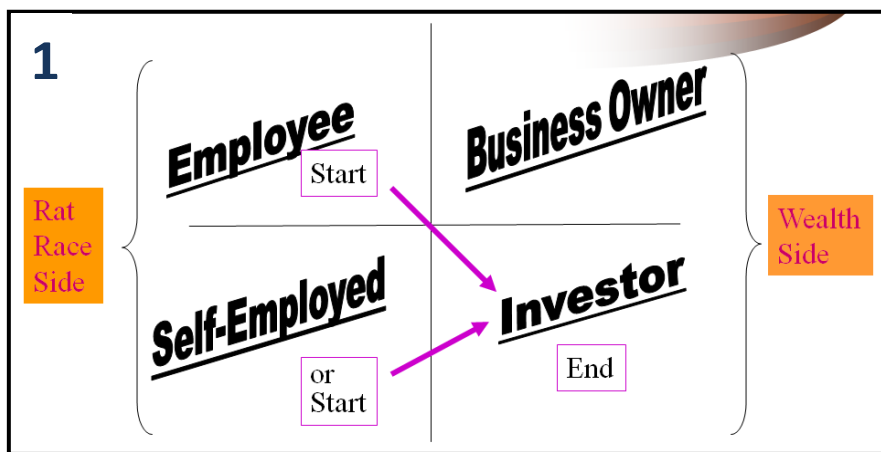 1
Employee
Business Owner
Start
Rat
Race
Side
Wealth
Side
Self-Employed
Investor
or
Start
End